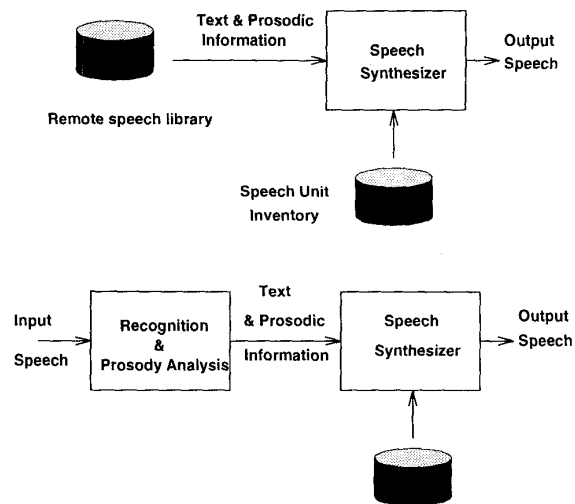 Text & Prosodic
Information
Speech
Synthesizer
Output
Speech
Remote speech library
Speech Unit
Inventory
Input
Speech
Recognition
&
Prosody Analysis
Text
& Prosodic
Information
Speech
Synthesizer
Output
Speech